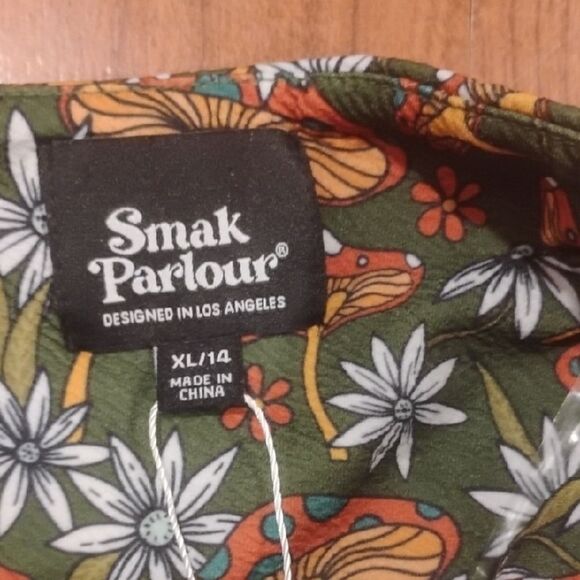 Smak
Parlour®
DESIGNED IN LOS ANGELES
XL/14
MADE IN
CHINA